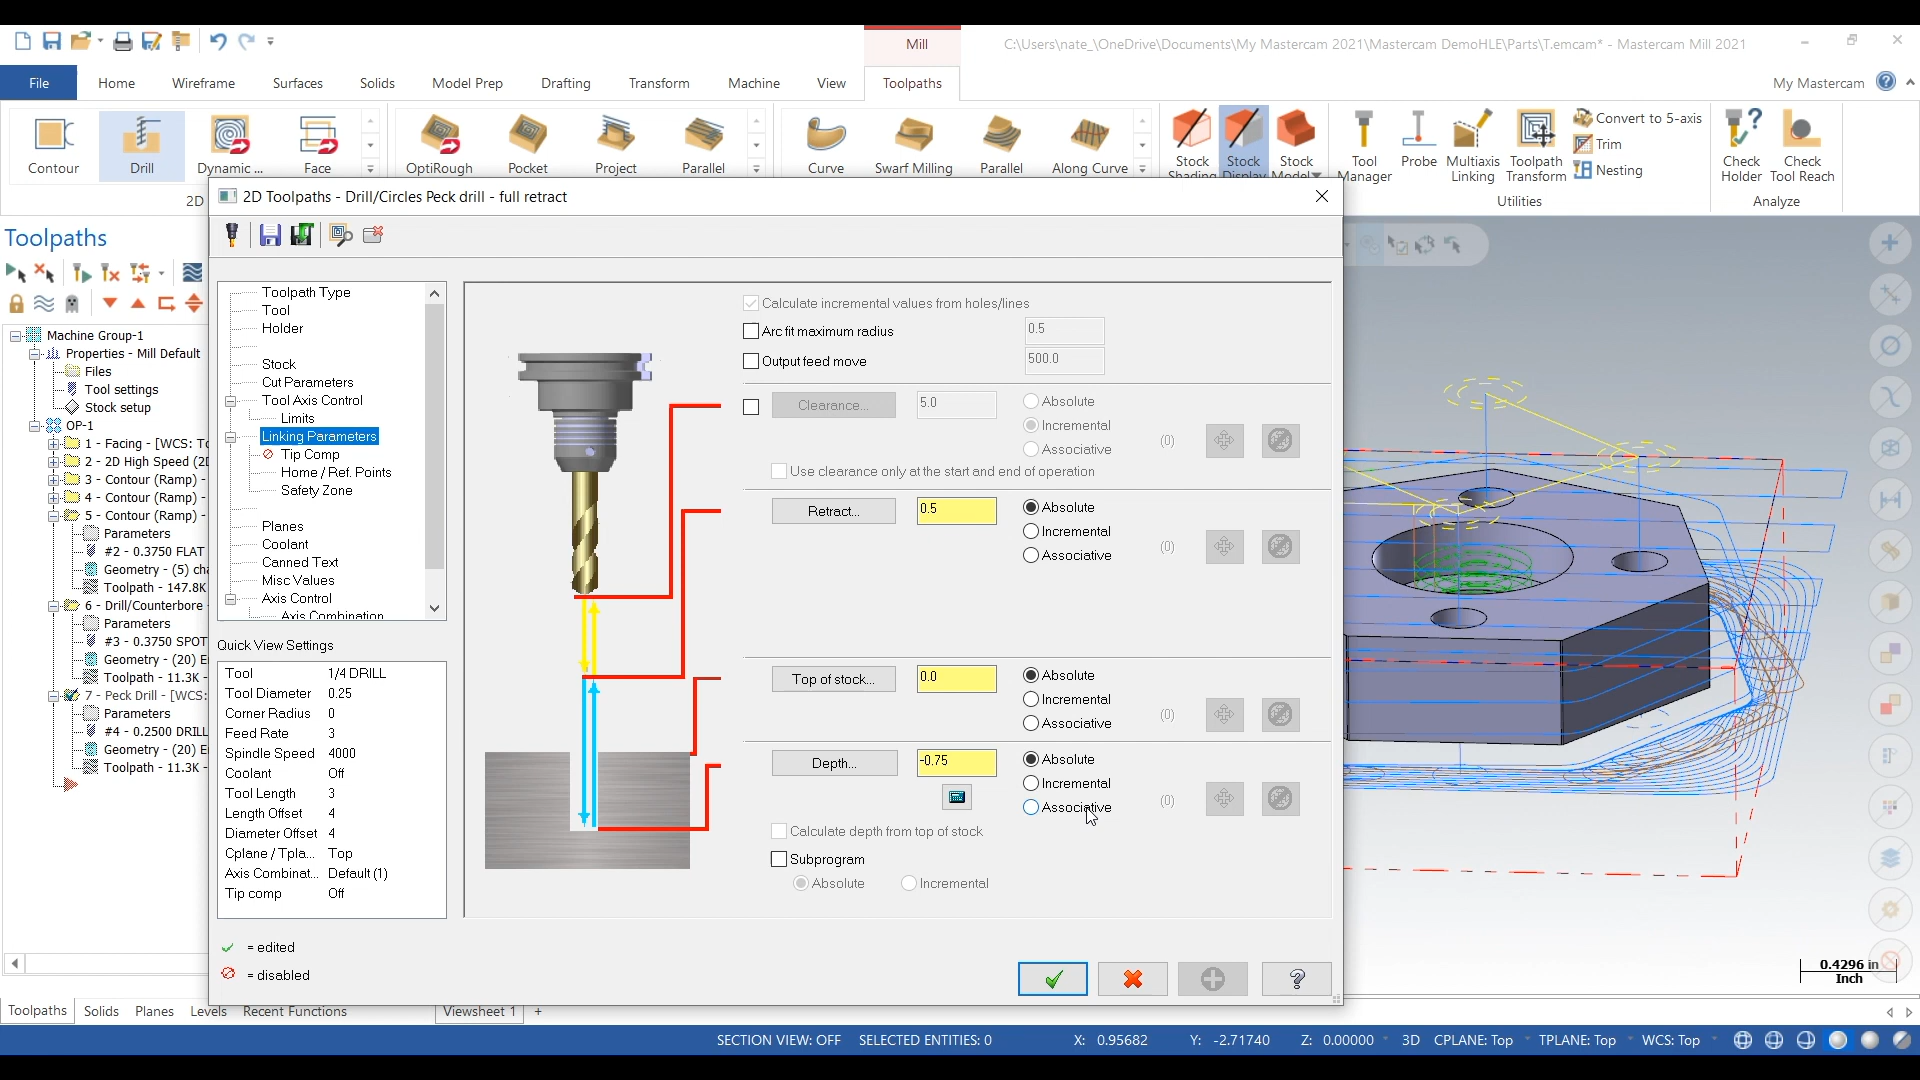 Mill
C:\Users\nate_\OneDrive\Documents\My Mastercam 2021\Mastercam DemoHLE\Parts\T.emcam* - Mastercam Mill 2021
File Home Wireframe Surfaces Solids Model Prep Drafting Transform Machine View Toolpaths My Mastercam
Contour Drill Dynamic ... Face OptiRough Pocket Project Parallel Curve Swarf Milling Parallel Along Curve
Stock Shading Stock Display Stock Model
Tool Manager Probe Multiaxis Linking Toolpath Transform
Convert to 5-axis
Trim
Nesting
Check Holder Check Tool Reach
2D Utilities Analyze
2D Toolpaths - Drill/Circles Peck drill - full retract
Toolpaths
Machine Group-1
Properties - Mill Default
Files
Tool settings
Stock setup
OP-1
1 - Facing - [WCS: To
2 - 2D High Speed (2D
3 - Contour (Ramp) -
4 - Contour (Ramp) -
5 - Contour (Ramp) -
Parameters
#2 - 0.3750 FLAT
Geometry - (5) cha
Toolpath - 147.8K
6 - Drill/Counterbore
Parameters
#3 - 0.3750 SPOT
Geometry - (20) E
Toolpath - 11.3K -
7 - Peck Drill - [WCS:
Parameters
#4 - 0.2500 DRILL
Geometry - (20) E
Toolpath - 11.3K -
Toolpath Type
Tool
Holder
Stock
Cut Parameters
Tool Axis Control
Limits
Linking Parameters
Tip Comp
Home / Ref. Points
Safety Zone
Planes
Coolant
Canned Text
Misc Values
Axis Control
Axis Combination
Quick View Settings
Tool 1/4 DRILL
Tool Diameter 0.25
Corner Radius 0
Feed Rate 3
Spindle Speed 4000
Coolant Off
Tool Length 3
Length Offset 4
Diameter Offset 4
Cplane / Tpla... Top
Axis Combinat... Default (1)
Tip comp Off
= edited
= disabled
Calculate incremental values from holes/lines
Arc fit maximum radius 0.5
Output feed move 500.0
Clearance... 5.0 Absolute
Incremental
Associative (0)
Use clearance only at the start and end of operation
Retract... 0.5 Absolute
Incremental
Associative (0)
Top of stock... 0.0 Absolute
Incremental
Associative (0)
Depth... -0.75 Absolute
Incremental
Associative (0)
Calculate depth from top of stock
Subprogram
Absolute Incremental
0.4296 in
Inch
Toolpaths Solids Planes Levels Recent Functions Viewsheet 1 +
SECTION VIEW: OFF SELECTED ENTITIES: 0 X: 0.95682 Y: -2.71740 Z: 0.00000 3D CPLANE: Top TPLANE: Top WCS: Top